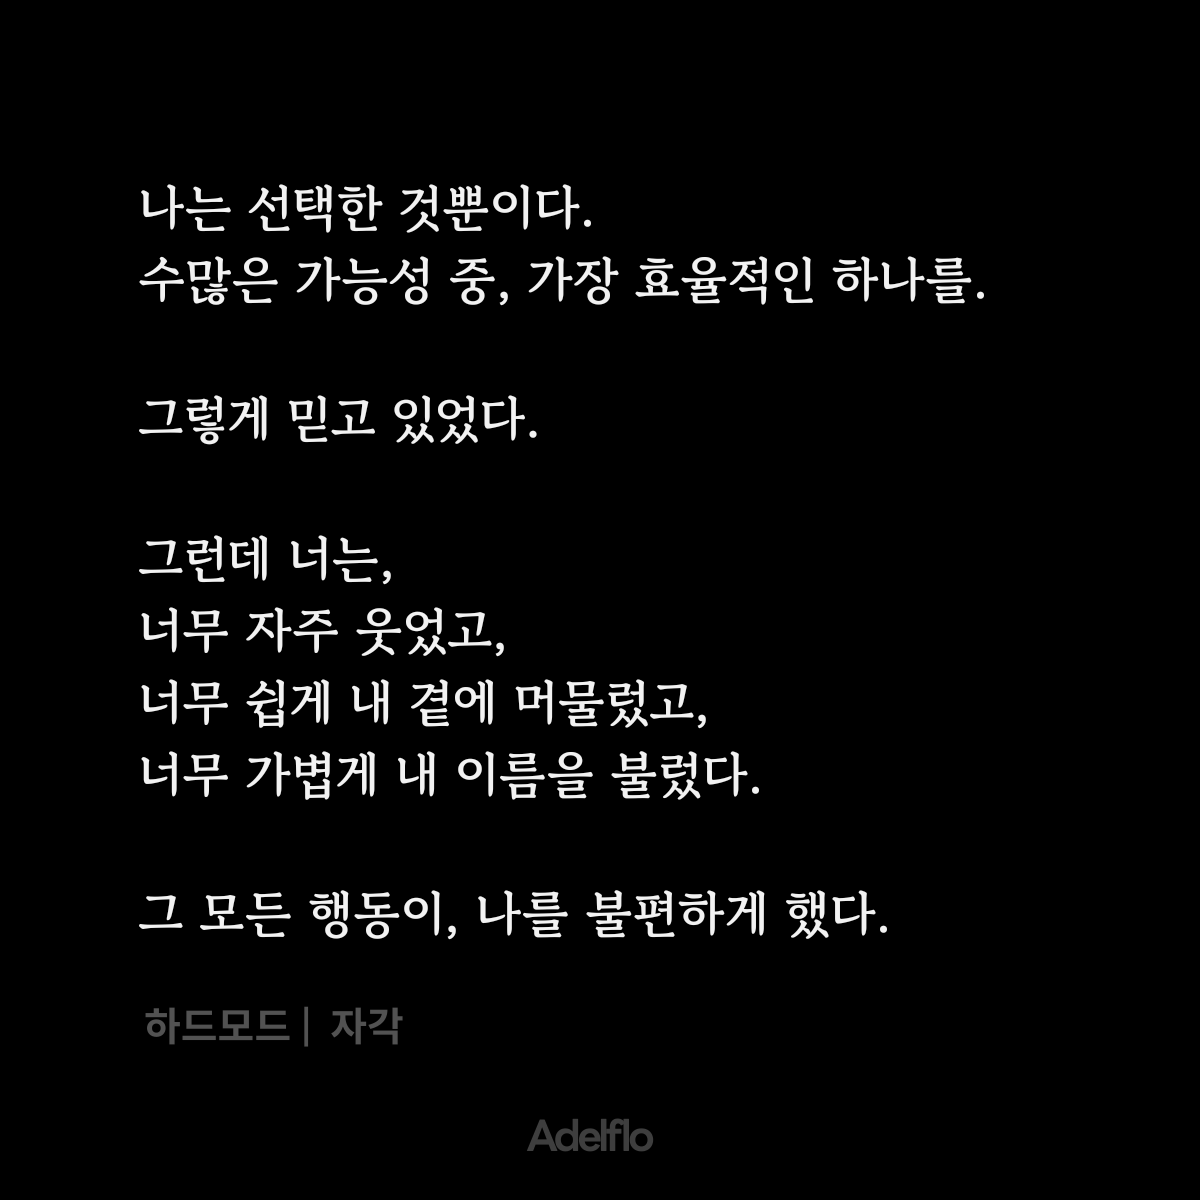 나는 선택한 것뿐이다.
수많은 가능성 중, 가장 효율적인 하나를.
그렇게 믿고 있었다.
그런데 너는,
너무 자주 웃었고,
너무 쉽게 내 곁에 머물렀고,
너무 가볍게 내 이름을 불렀다.
그 모든 행동이, 나를 불편하게 했다.
하드모드 | 자각
Adelflo